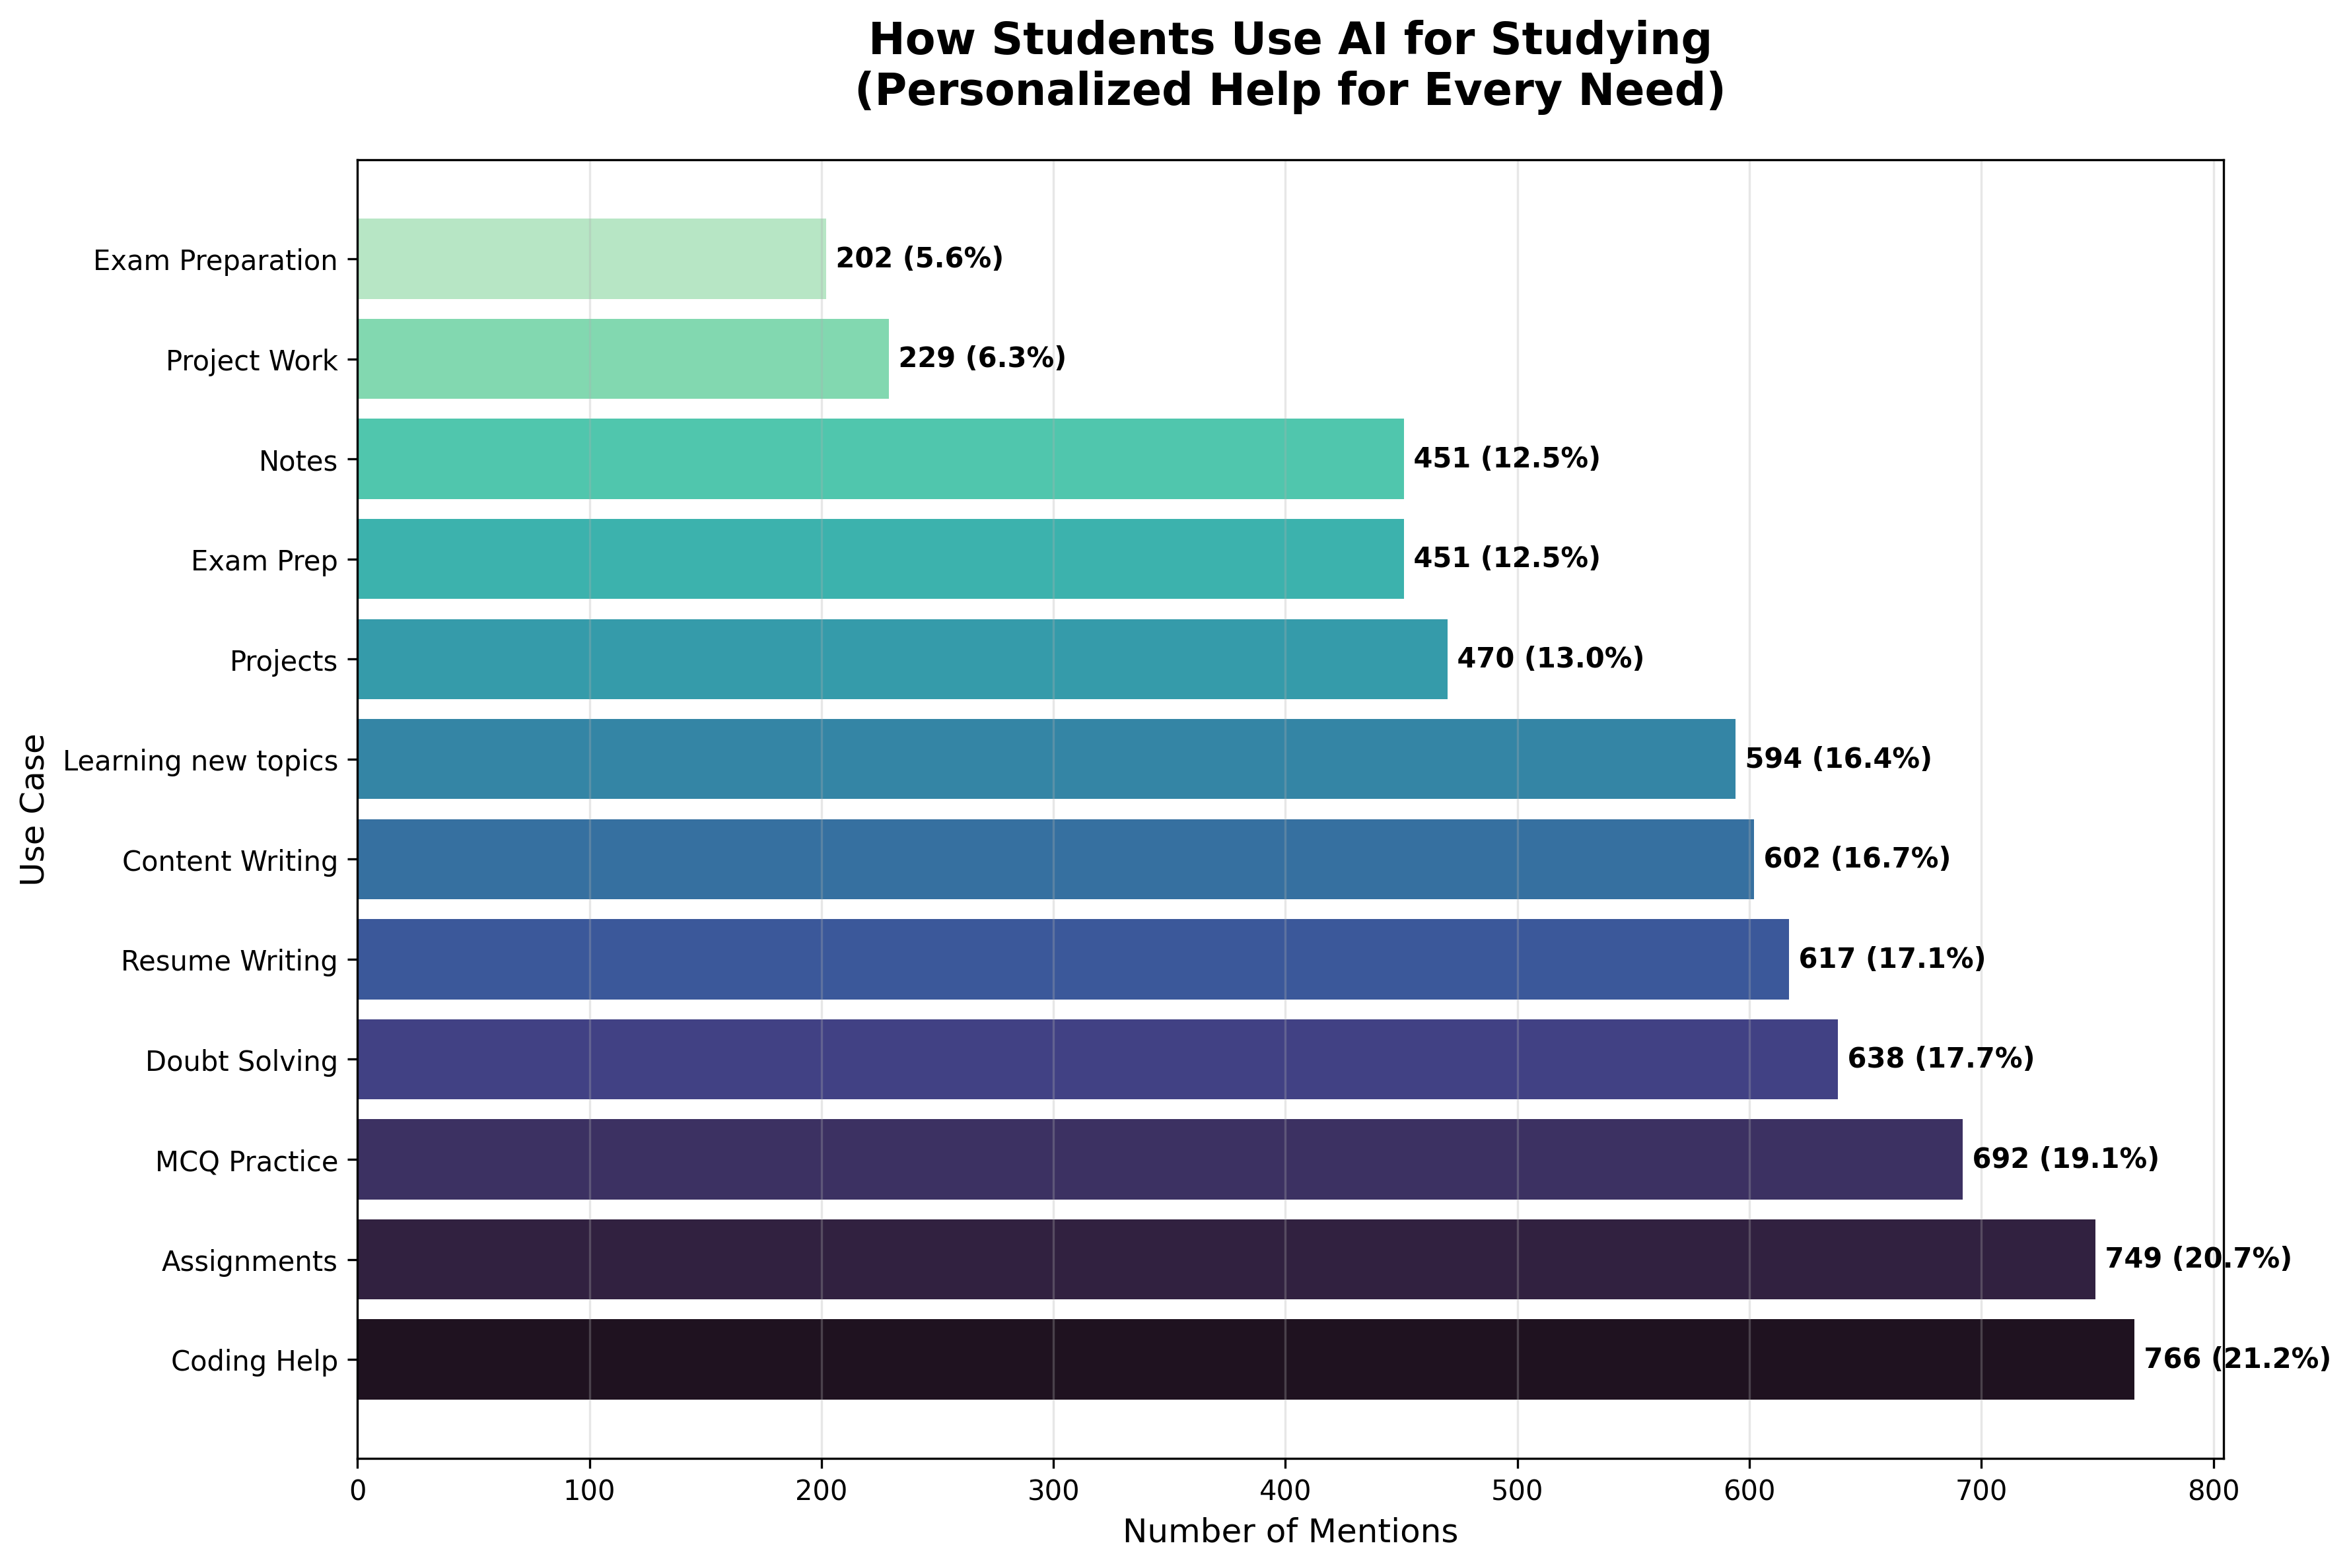 How Students Use AI for Studying
(Personalized Help for Every Need)
Exam Preparation
202 (5.6%)
Project Work
229 (6.3%)
Notes
451 (12.5%)
Exam Prep
451 (12.5%)
Projects
470 (13.0%)
Learning new topics
594 (16.4%)
Content Writing
602 (16.7%)
Resume Writing
617 (17.1%)
Doubt Solving
638 (17.7%)
MCQ Practice
692 (19.1%)
Assignments
749 (20.7%)
Coding Help
766 (21.2%)
Use Case
0 100 200 300 400 500 600 700 800
Number of Mentions